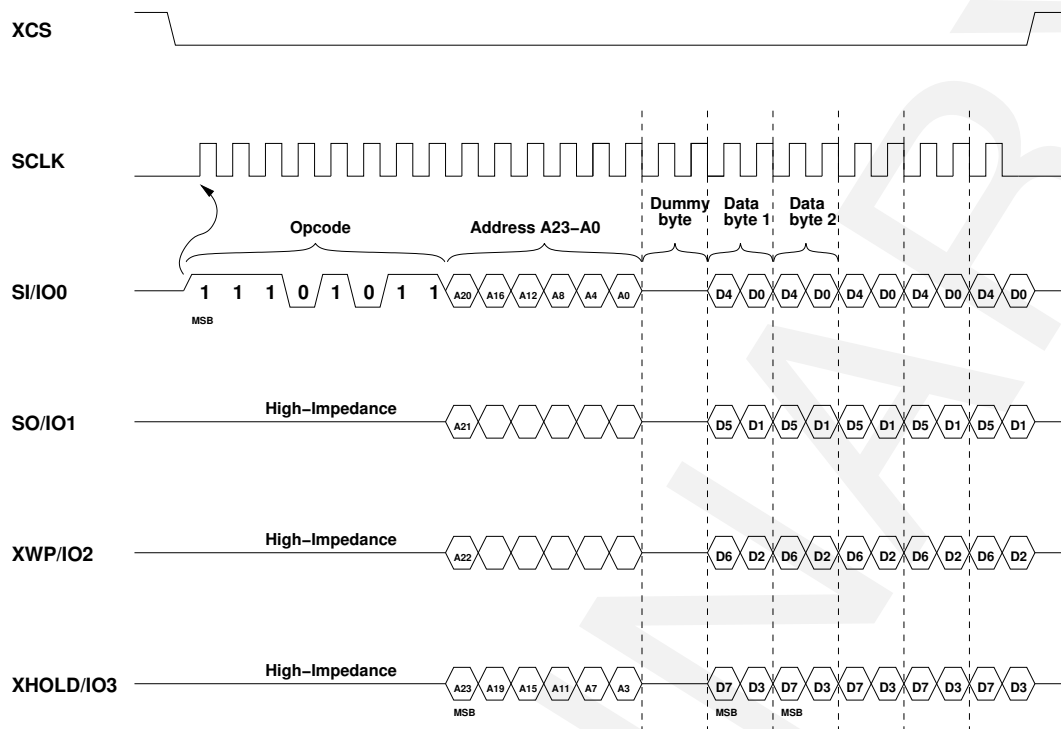 XCS
SCLK
Dummy byte
Data byte 1
Data byte 2
Opcode
Address A23–A0
SI/IO0
1 1 1 0 1 0 1 1
A20 A16 A12 A8 A4 A0
D4 D0 D4 D0 D4 D0 D4 D0 D4 D0
MSB
SO/IO1
High–Impedance
A21
D5 D1 D5 D1 D5 D1 D5 D1 D5 D1
XWP/IO2
High–Impedance
A22
D6 D2 D6 D2 D6 D2 D6 D2 D6 D2
XHOLD/IO3
High–Impedance
A23 A19 A15 A11 A7 A3
D7 D3 D7 D3 D7 D3 D7 D3 D7 D3
MSB
MSB
MSB